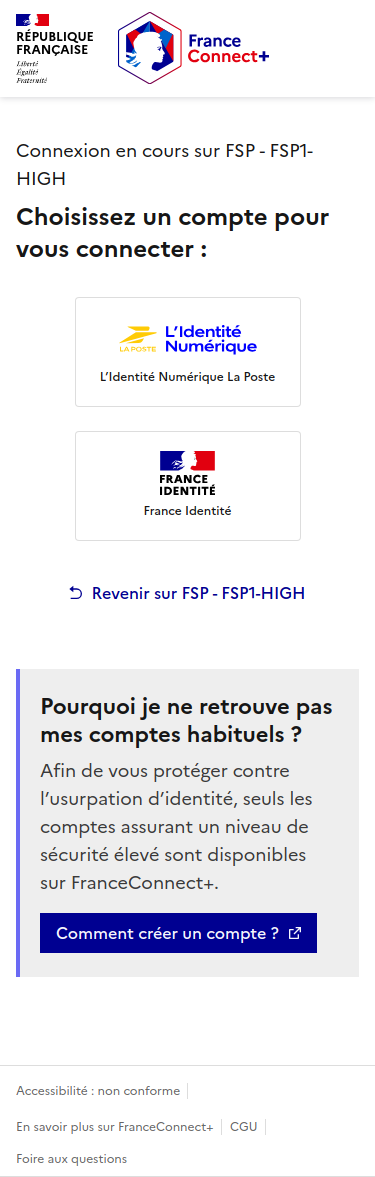 RÉPUBLIQUE
FRANÇAISE
Liberté
Égalité
Fraternité
France
Connect+
Connexion en cours sur FSP - FSP1-
HIGH
Choisissez un compte pour
vous connecter :
LA POSTE
L'Identité
Numérique
L'Identité Numérique La Poste
FRANCE
IDENTITÉ
France Identité
Revenir sur FSP - FSP1-HIGH
Pourquoi je ne retrouve pas
mes comptes habituels ?
Afin de vous protéger contre
l'usurpation d'identité, seuls les
comptes assurant un niveau de
sécurité élevé sont disponibles
sur FranceConnect+.
Comment créer un compte ?
Accessibilité : non conforme
En savoir plus sur FranceConnect+
CGU
Foire aux questions